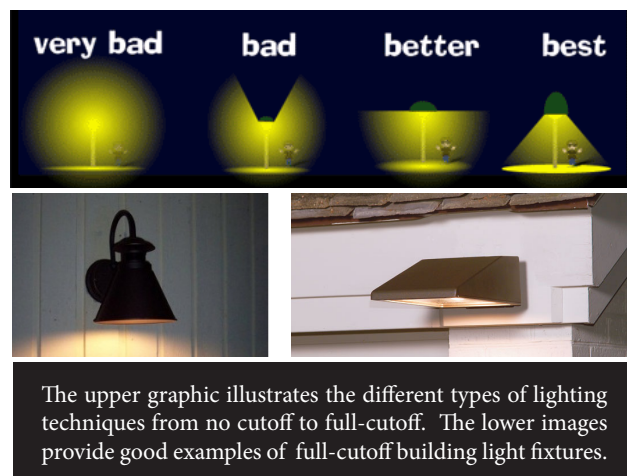 very bad bad better best
The upper graphic illustrates the different types of lighting
techniques from no cutoff to full-cutoff. The lower images
provide good examples of full-cutoff building light fixtures.